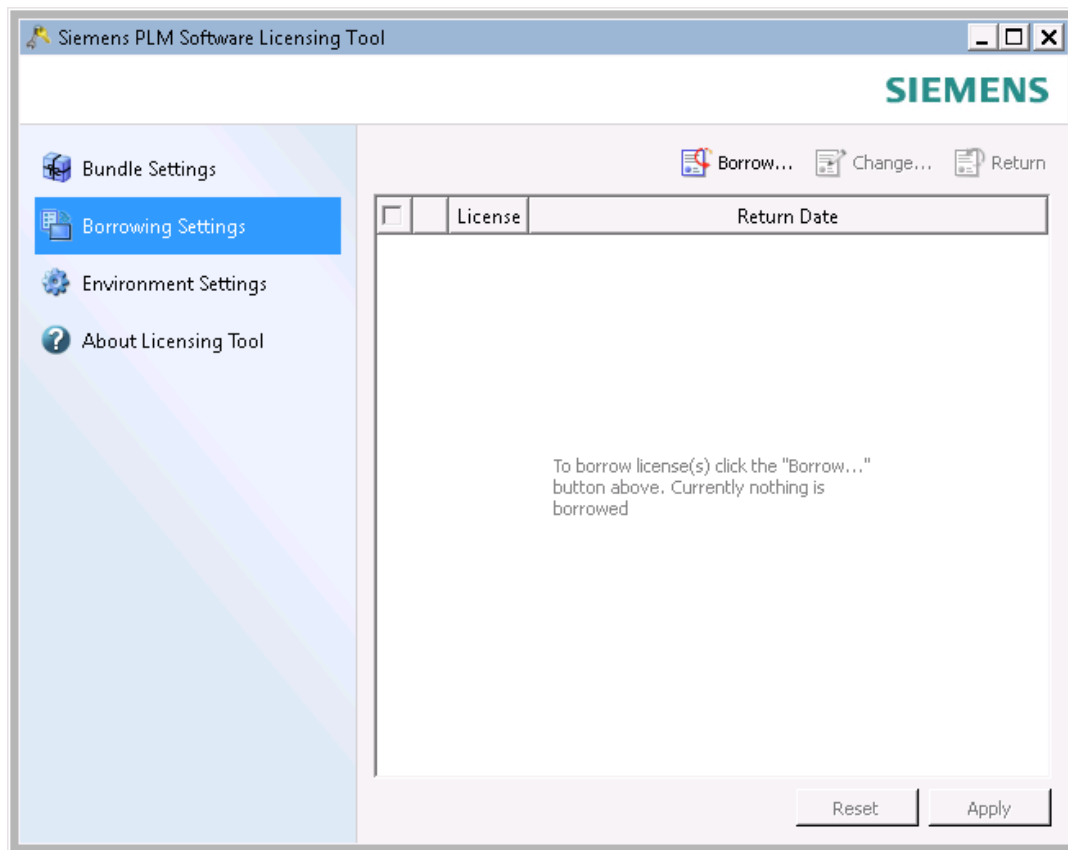 Siemens PLM Software Licensing Tool
SIEMENS
Bundle Settings
Borrowing Settings
Environment Settings
About Licensing Tool
Borrow... Change... Return
License Return Date
To borrow license(s) click the "Borrow..."
button above. Currently nothing is
borrowed
Reset Apply